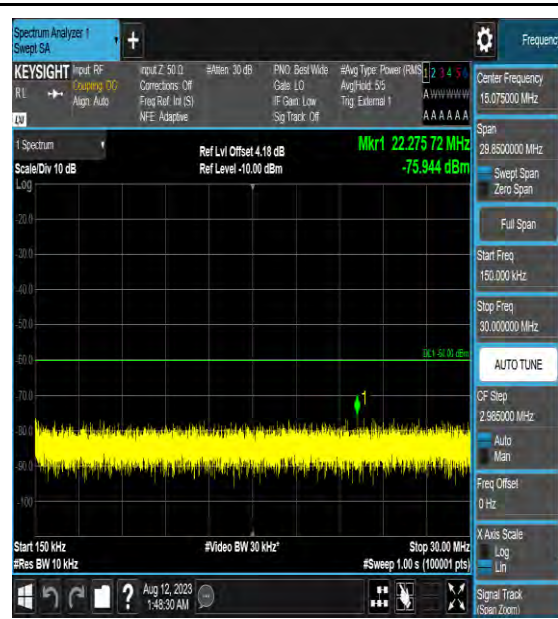 Spectrum Analyzer 1
Swept SA
Frequenc
KEYSIGHT
RL
Input: RF
Coupling: DC
Align: Auto
Input Z: 50 Ω
Corrections: Off
Freq Ref: Int (S)
NFE: Adaptive
#Atten: 30 dB
PNO: Best Wide
Gate: LO
IF Gain: Low
Sig Track: Off
#Avg Type: Power (RMS
Avg|Hold: 5/5
Trig: External 1
1 2 3 4 5 6
A W W W W W
A A A A A A
1 Spectrum
Scale/Div 10 dB
Log
Ref Lvl Offset 4.18 dB
Ref Level -10.00 dBm
Mkr1 22.275 72 MHz
-75.944 dBm
-20.0
-30.0
-40.0
-50.0
-60.0
-70.0
-80.0
-90.0
-100
DL1 -60.00 dBm
1
Start 150 kHz
#Res BW 10 kHz
#Video BW 30 kHz*
Stop 30.00 MHz
#Sweep 1.00 s (100001 pts)
Aug 12, 2023
1:48:30 AM
Center Frequency
15.075000 MHz
Span
29.8500000 MHz
Swept Span
Zero Span
Full Span
Start Freq
150.000 kHz
Stop Freq
30.000000 MHz
AUTO TUNE
CF Step
2.985000 MHz
Auto
Man
Freq Offset
0 Hz
X Axis Scale
Log
Lin
Signal Track
(Span Zoom)